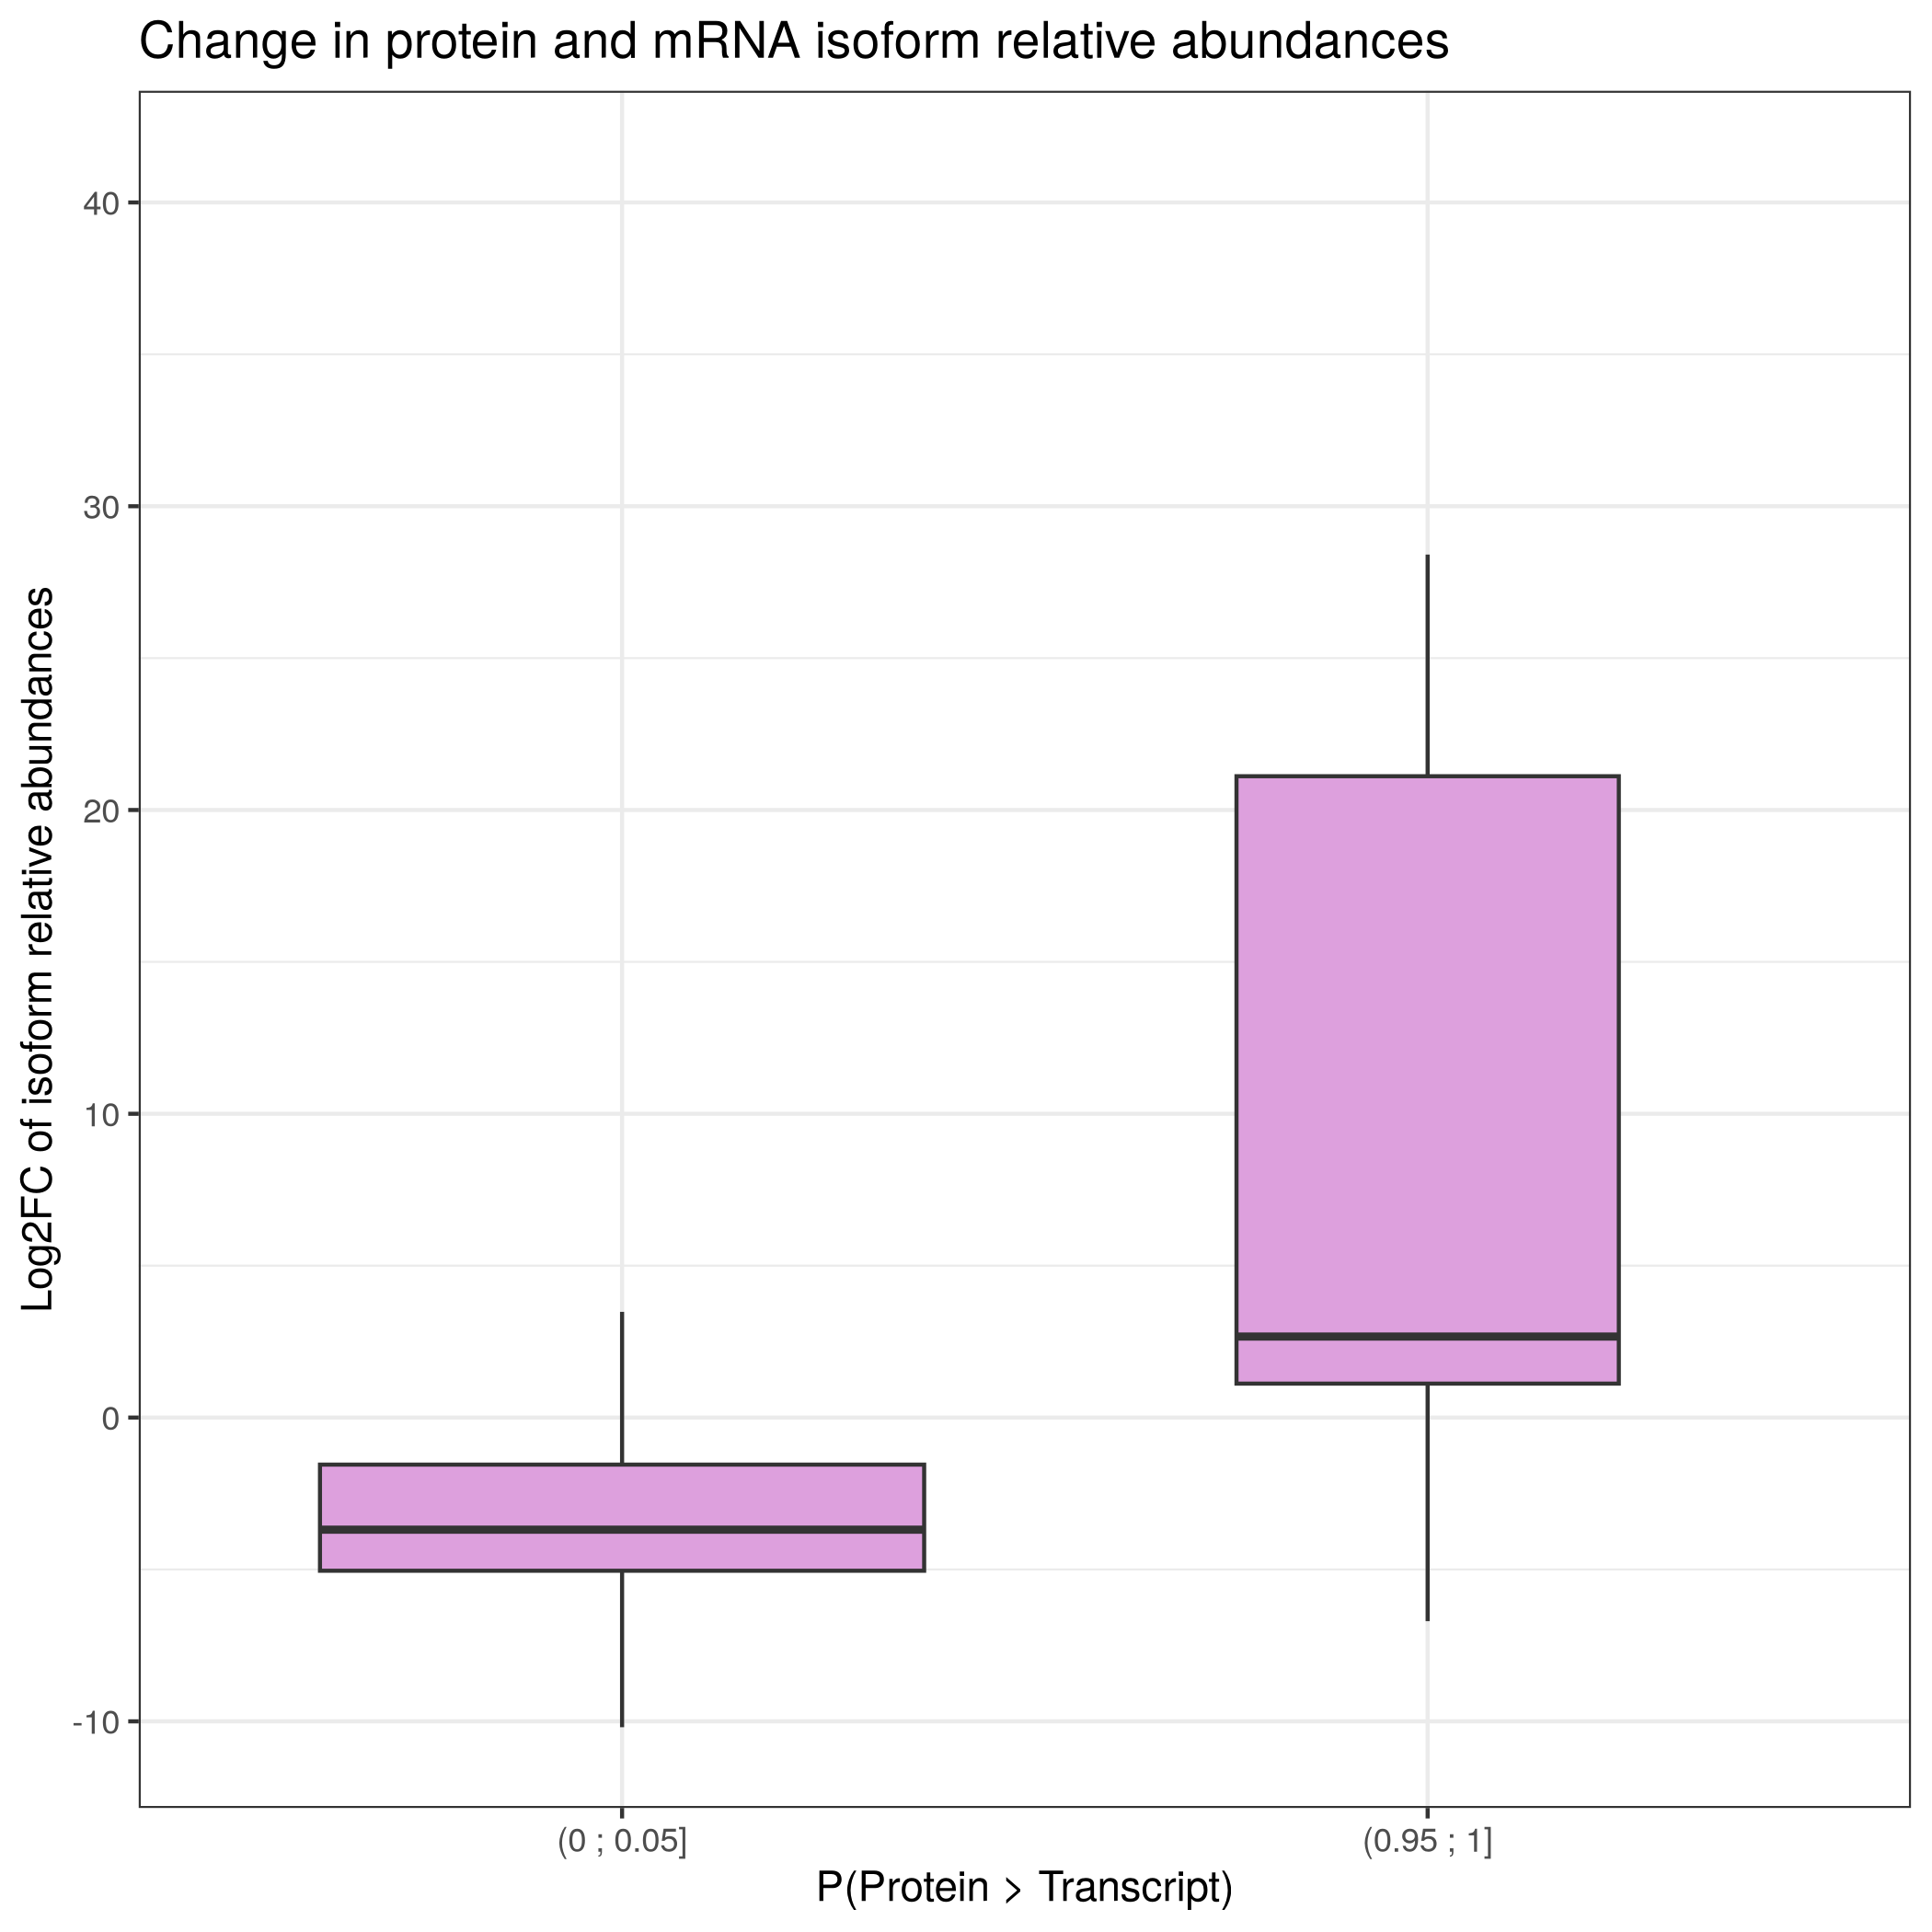 Change in protein and mRNA isoform relative abundances
Log2FC of isoform relative abundances
40
30
20
10
0
-10
(0 ; 0.05]
(0.95 ; 1]
P(Protein > Transcript)